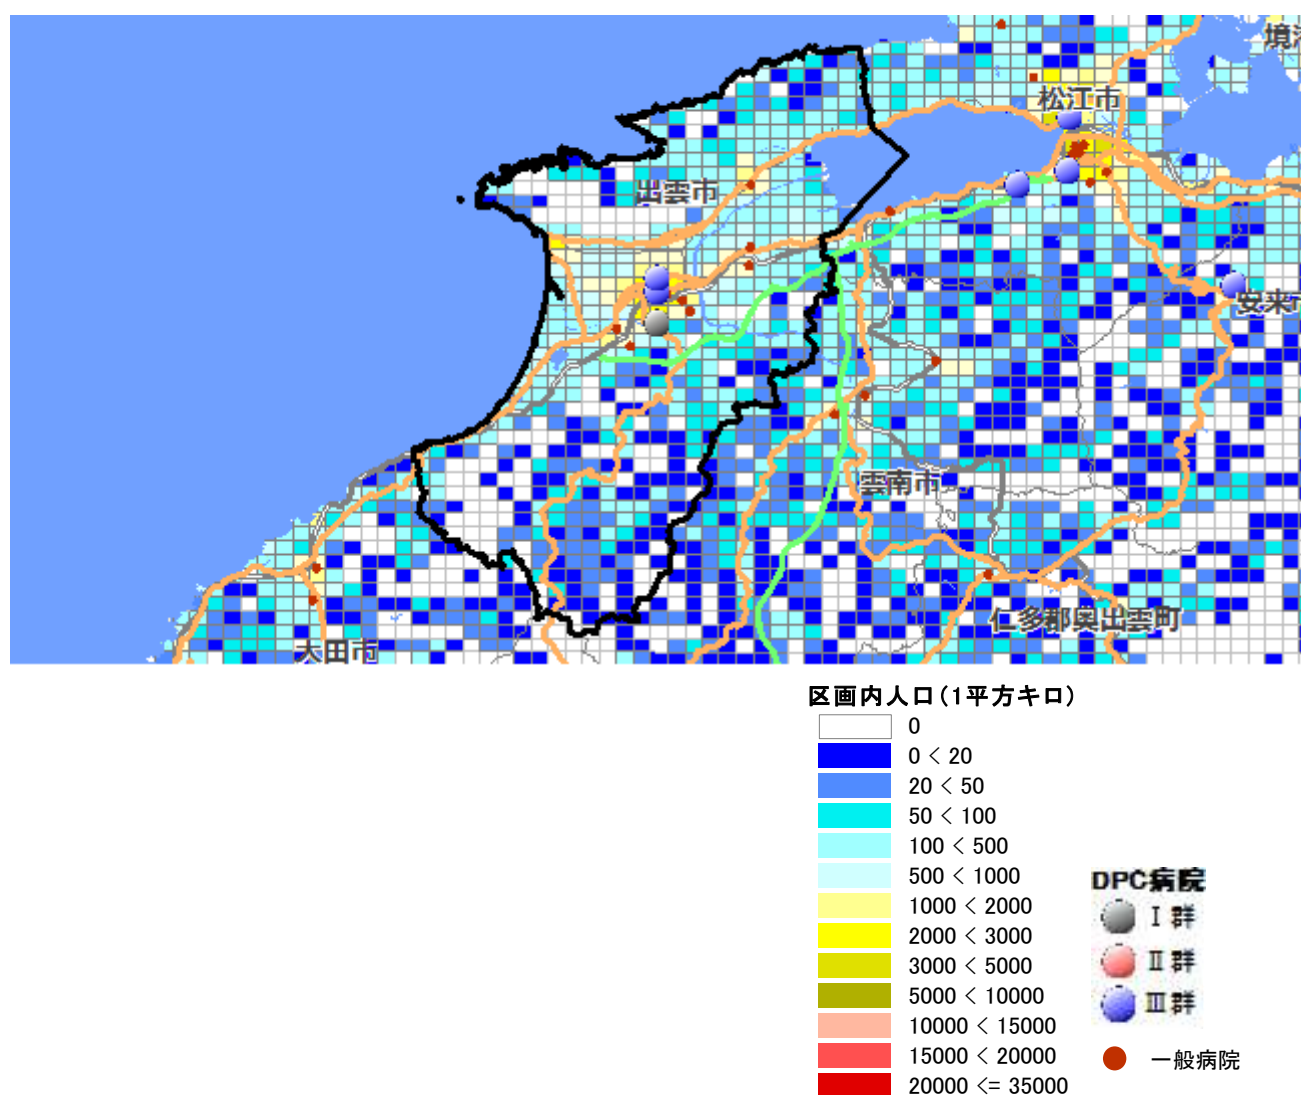 境港
松江市
出雲市
安来市
雲南市
仁多郡奥出雲町
大田市
区画内人口(1平方キロ)
0
0 < 20
20 < 50
50 < 100
100 < 500
500 < 1000
1000 < 2000
2000 < 3000
3000 < 5000
5000 < 10000
10000 < 15000
15000 < 20000
20000 <= 35000
DPC病院
Ⅰ群
Ⅱ群
Ⅲ群
一般病院